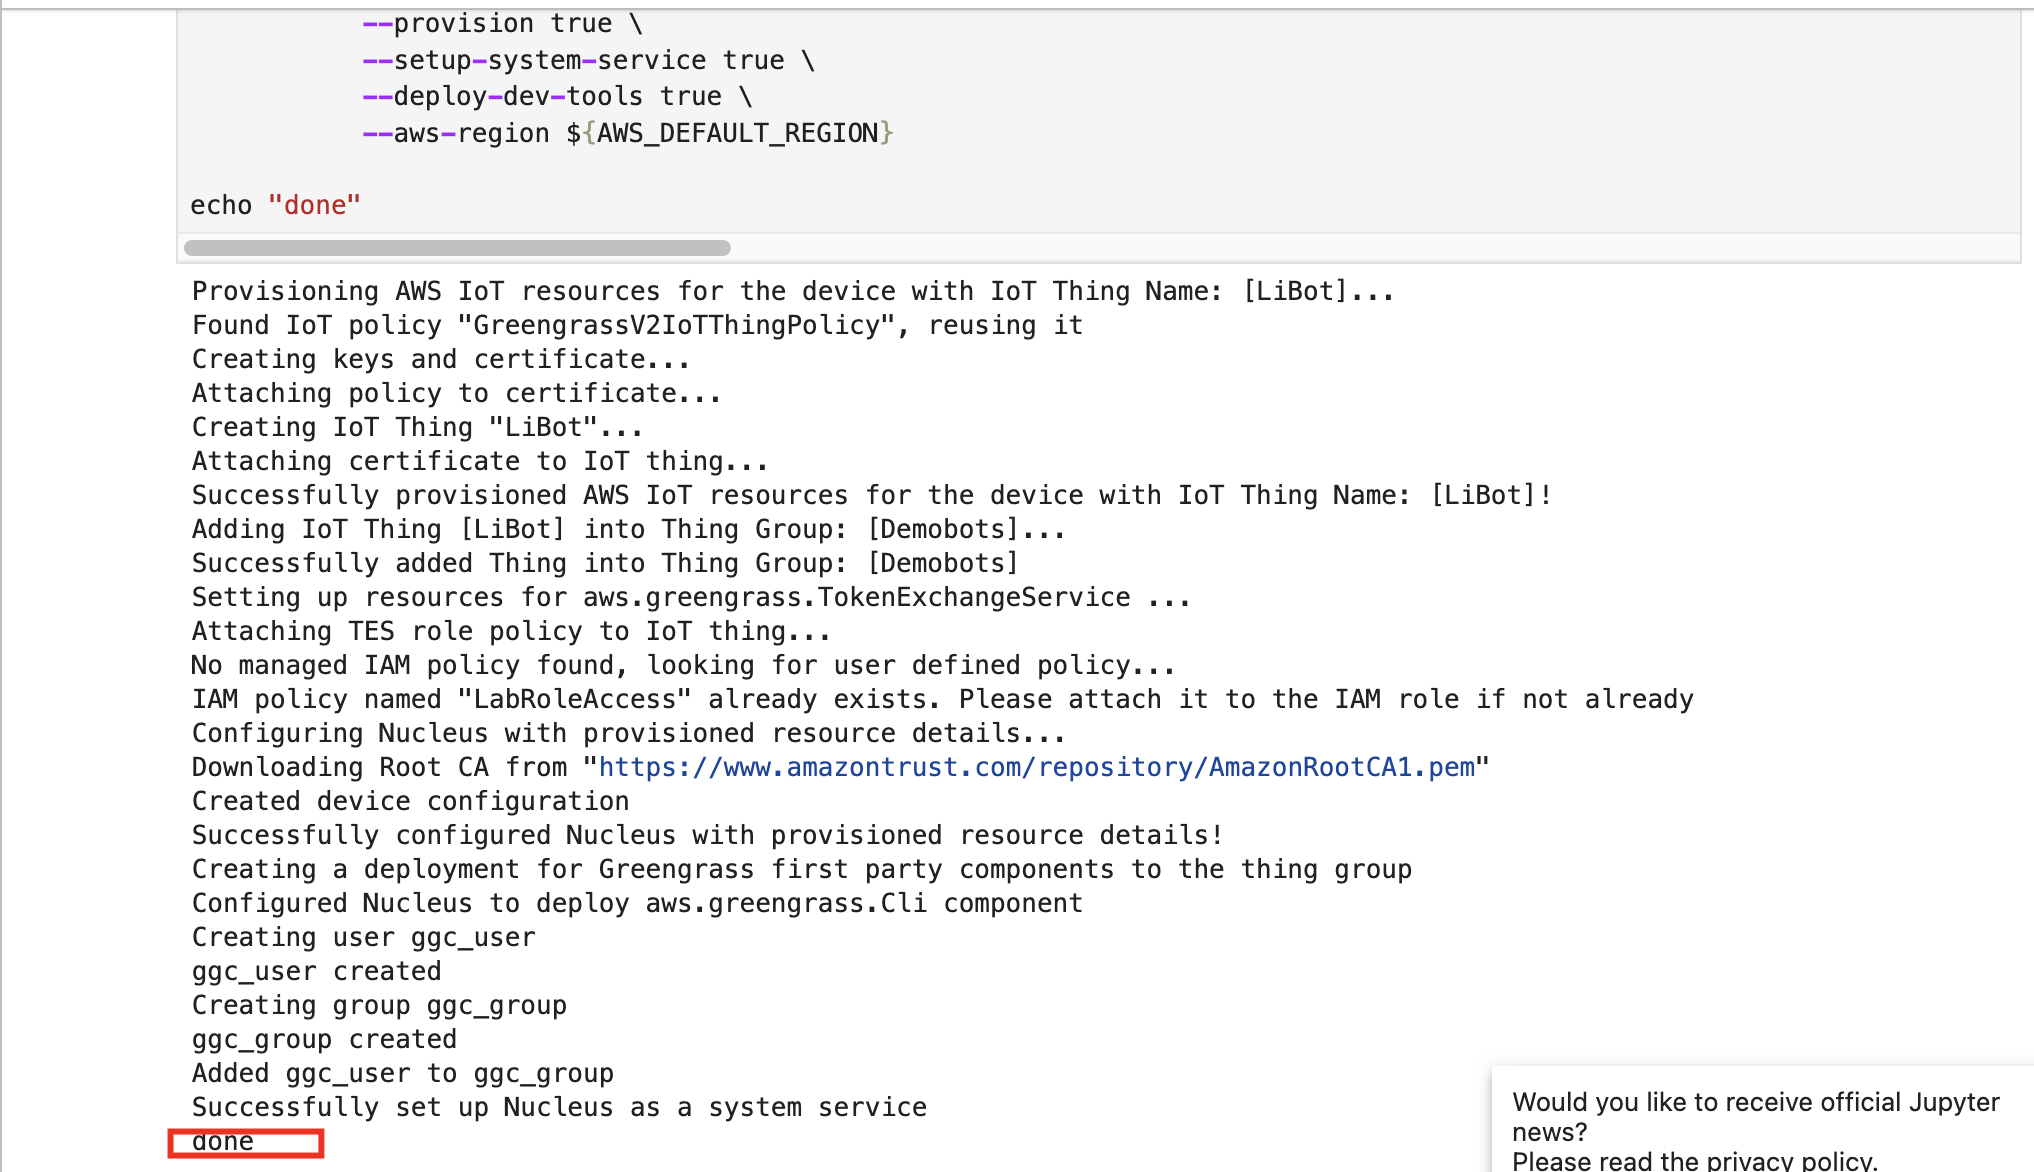 --provision true \
--setup-system-service true \
--deploy-dev-tools true \
--aws-region ${AWS_DEFAULT_REGION}
echo "done"
Provisioning AWS IoT resources for the device with IoT Thing Name: [LiBot]...
Found IoT policy "GreengrassV2IoTThingPolicy", reusing it
Creating keys and certificate...
Attaching policy to certificate...
Creating IoT Thing "LiBot"...
Attaching certificate to IoT thing...
Successfully provisioned AWS IoT resources for the device with IoT Thing Name: [LiBot]!
Adding IoT Thing [LiBot] into Thing Group: [Demobots]...
Successfully added Thing into Thing Group: [Demobots]
Setting up resources for aws.greengrass.TokenExchangeService ...
Attaching TES role policy to IoT thing...
No managed IAM policy found, looking for user defined policy...
IAM policy named "LabRoleAccess" already exists. Please attach it to the IAM role if not already
Configuring Nucleus with provisioned resource details...
Downloading Root CA from "https://www.amazontrust.com/repository/AmazonRootCA1.pem"
Created device configuration
Successfully configured Nucleus with provisioned resource details!
Creating a deployment for Greengrass first party components to the thing group
Configured Nucleus to deploy aws.greengrass.Cli component
Creating user ggc_user
ggc_user created
Creating group ggc_group
ggc_group created
Added ggc_user to ggc_group
Successfully set up Nucleus as a system service
done
Would you like to receive official Jupyter
news?
Please read the privacy policy.